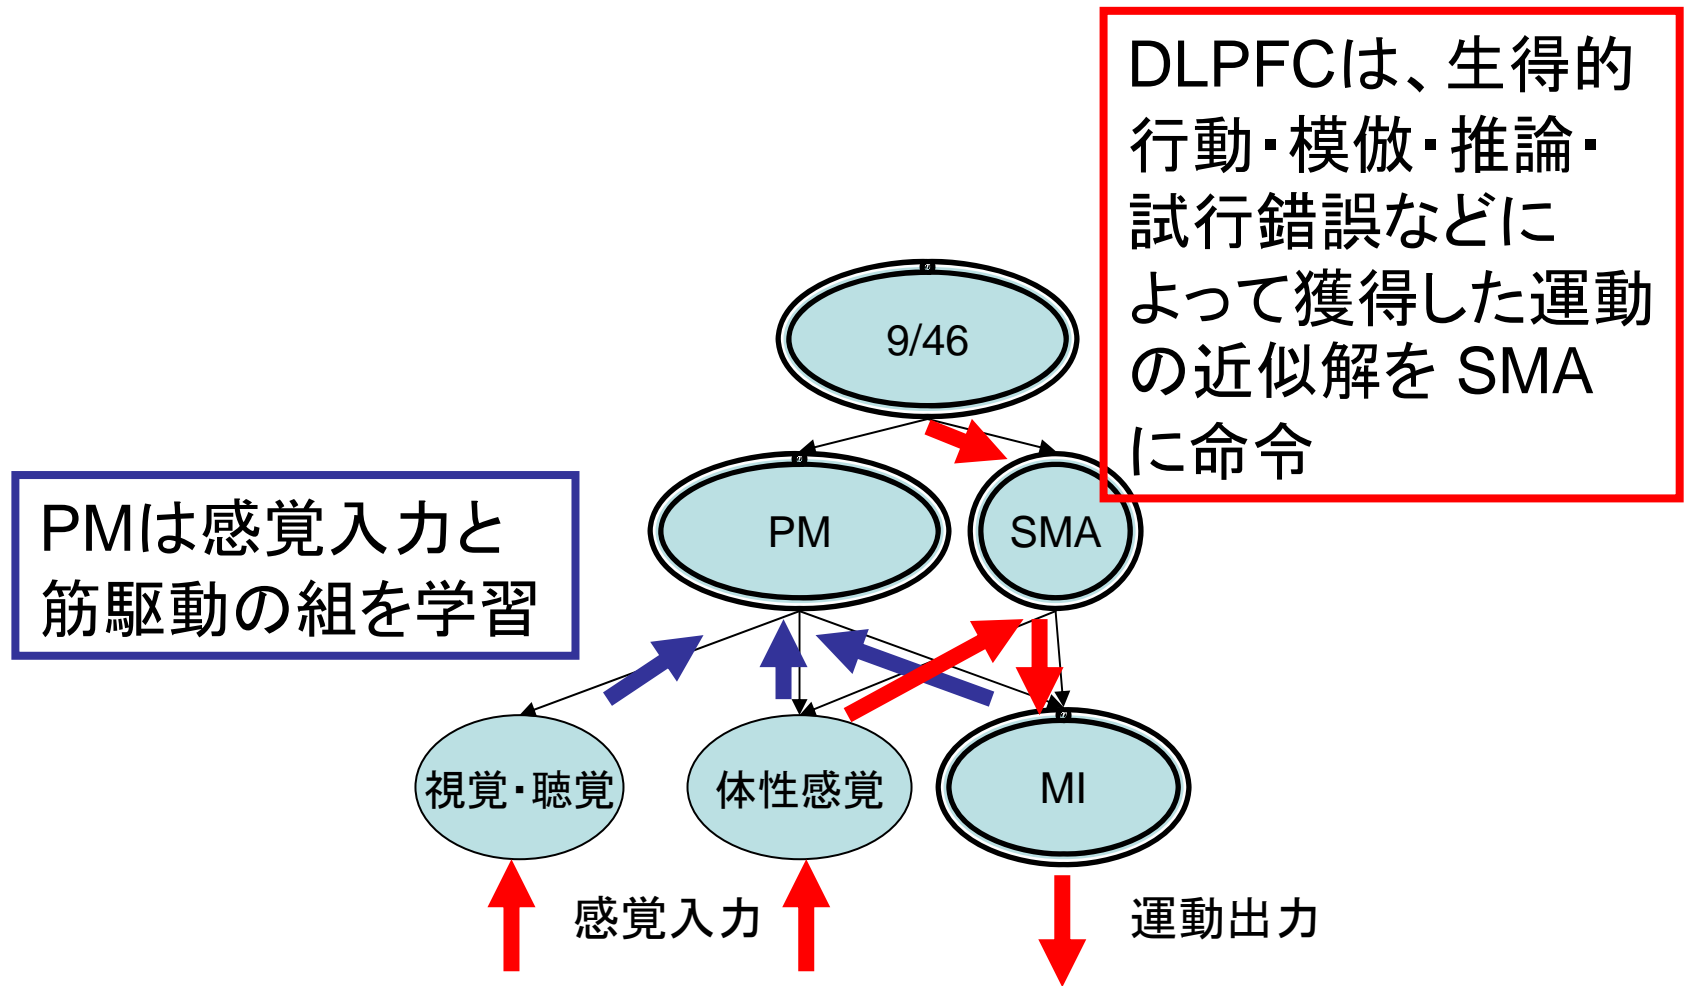 DLPFCは、生得的
行動・模倣・推論・
試行錯誤などに
よって獲得した運動
の近似解を SMA
に命令
9/46
PMは感覚入力と
筋駆動の組を学習
PM
SMA
視覚・聴覚
体性感覚
MI
感覚入力
運動出力